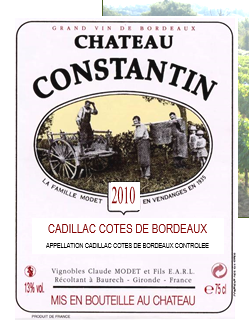 GRAND VIN DE BORDEAUX
CHATEAU
CONSTANTIN
LA FAMILLE MODET
2010
EN VENDANGES EN 1915
CADILLAC COTES DE BORDEAUX
APPELLATION CADILLAC COTES DE BORDEAUX CONTROLEE
Vignobles Claude MODET et Fils E.A.R.L.
13% vol. Récoltant à Baurech - Gironde - France 75 cl.
MIS EN BOUTEILLE AU CHATEAU
PRODUIT DE FRANCE